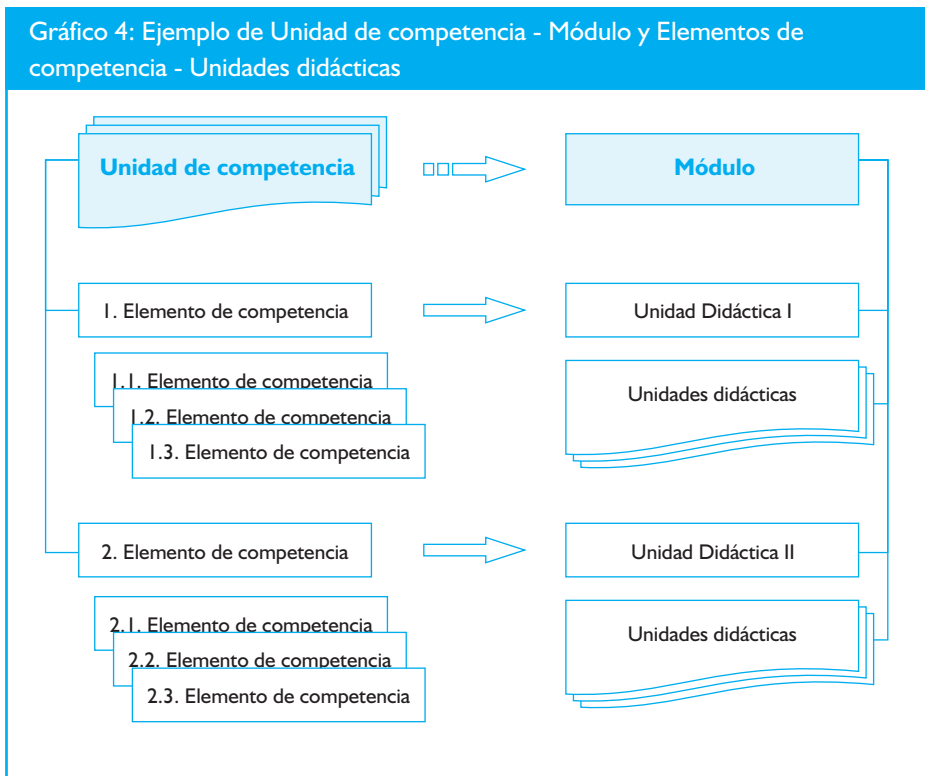 Gráfico 4: Ejemplo de Unidad de competencia - Módulo y Elementos de
competencia - Unidades didácticas
Unidad de competencia
Módulo
1. Elemento de competencia
Unidad Didáctica I
1.1. Elemento de competencia
1.2. Elemento de competencia
1.3. Elemento de competencia
Unidades didácticas
2. Elemento de competencia
Unidad Didáctica II
2.1. Elemento de competencia
2.2. Elemento de competencia
2.3. Elemento de competencia
Unidades didácticas